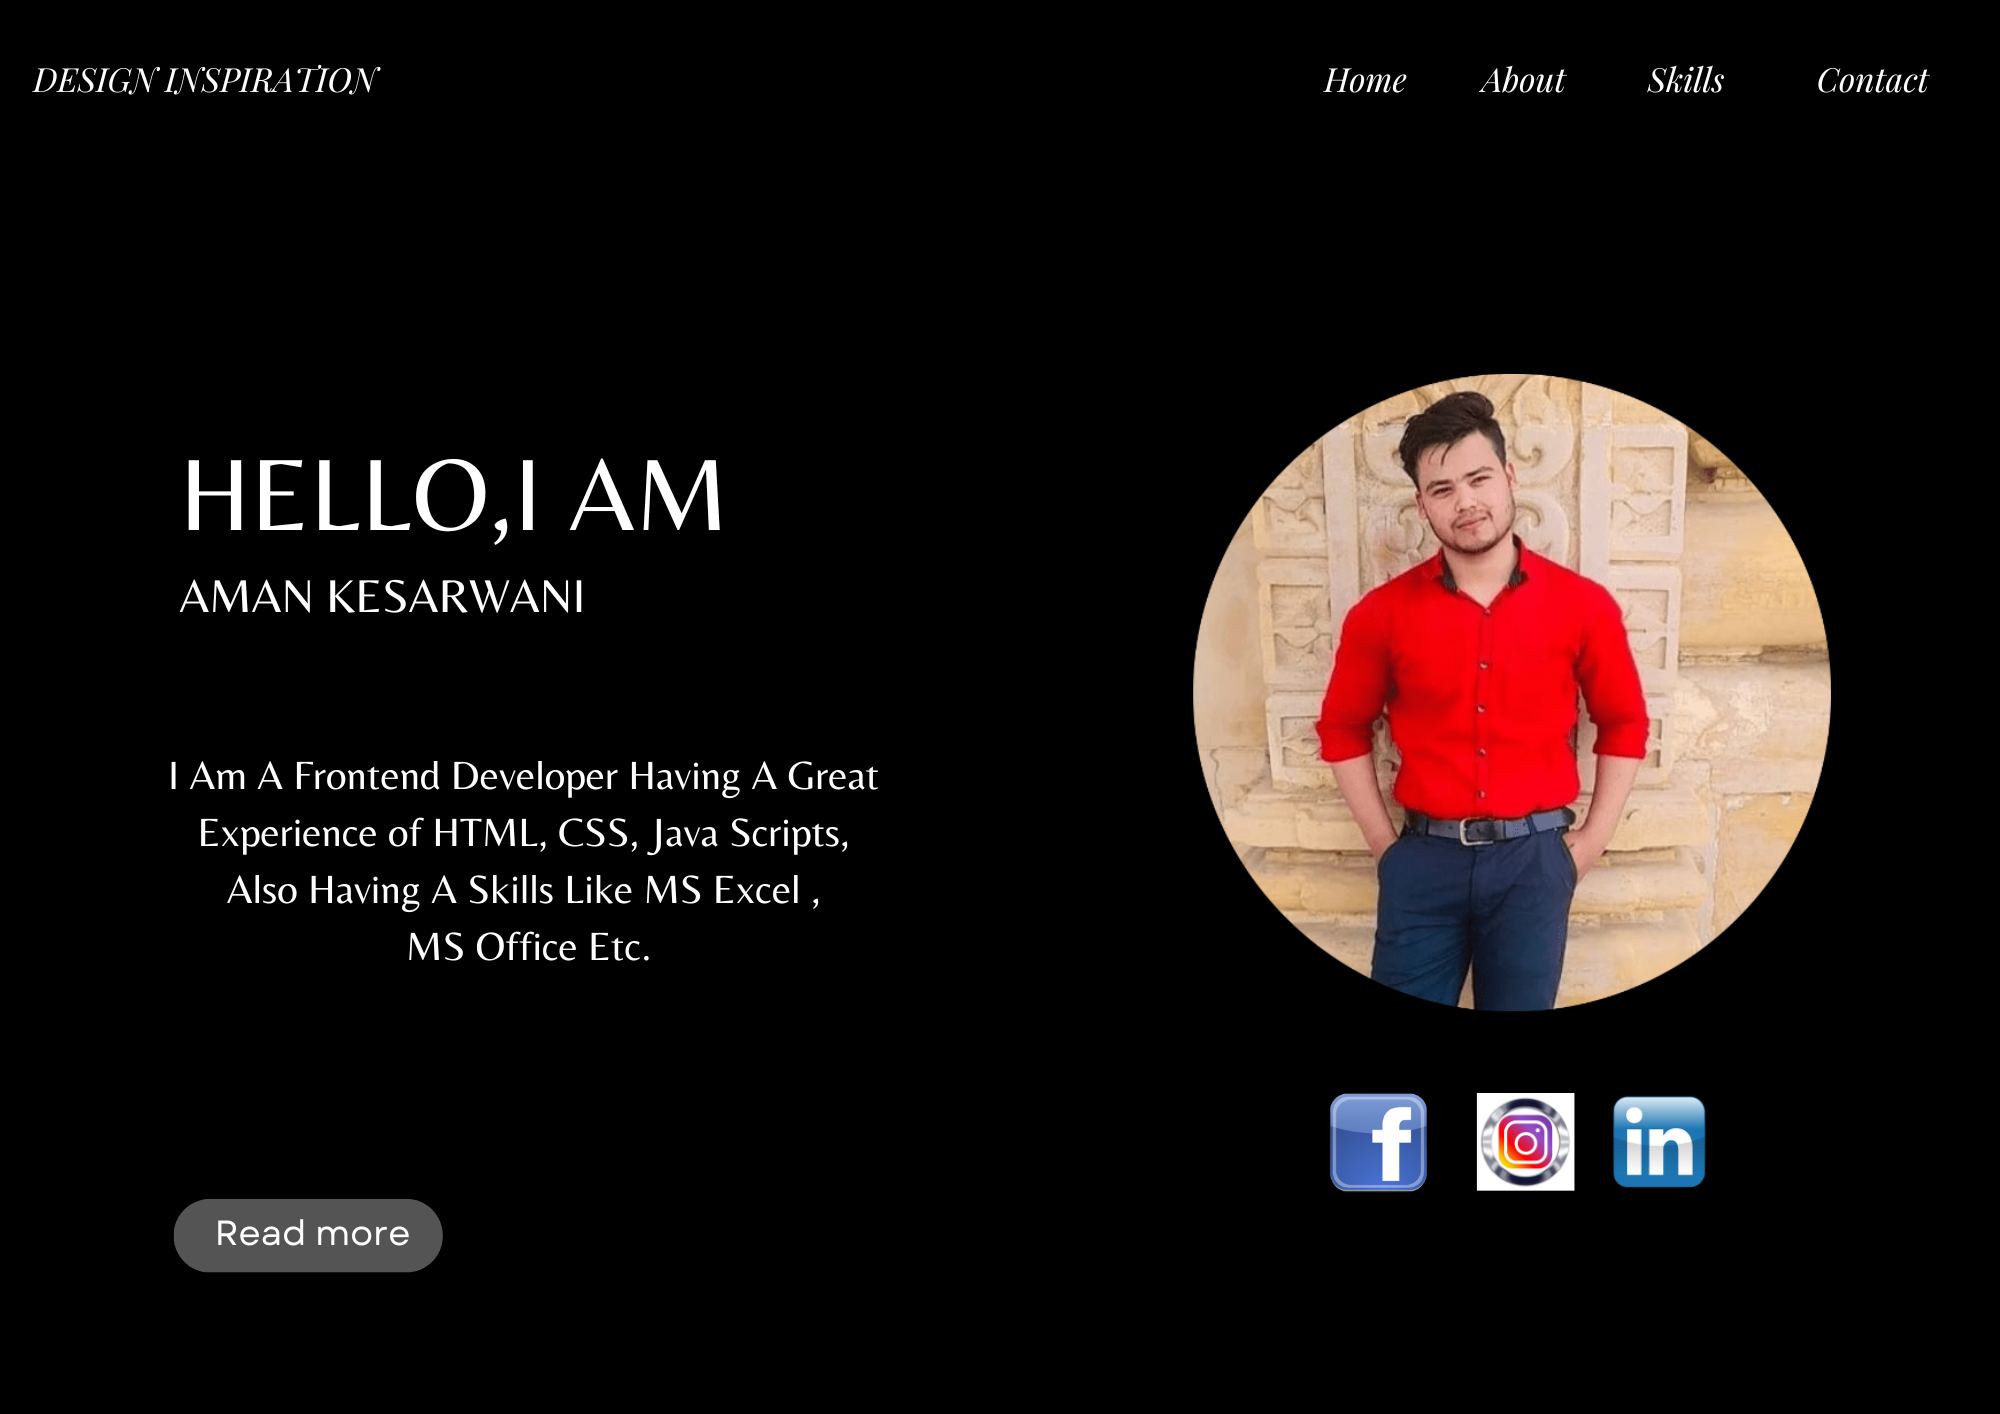 DESIGN INSPIRATION
Home About Skills Contact
HELLO,I AM
AMAN KESARWANI
I Am A Frontend Developer Having A Great
Experience of HTML, CSS, Java Scripts,
Also Having A Skills Like MS Excel ,
MS Office Etc.
f
in
Read more